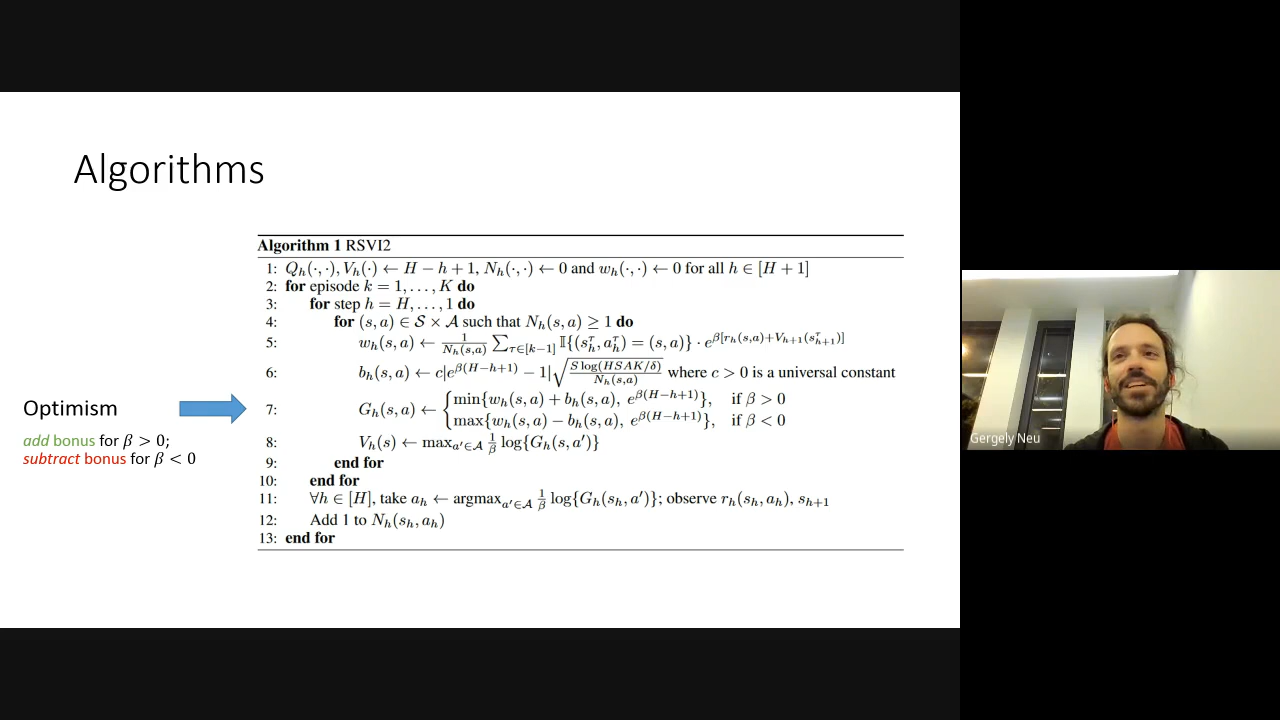 Algorithms
Algorithm 1 RSVI2
1: Q_h(·,·), V_h(·) ← H − h + 1, N_h(·,·) ← 0 and w_h(·,·) ← 0 for all h ∈ [H + 1]
2: for episode k = 1, . . . , K do
3: for step h = H, . . . , 1 do
4: for (s, a) ∈ 𝒮 × 𝒜 such that N_h(s, a) ≥ 1 do
5: w_h(s, a) ← \frac{1}{N_h(s,a)} ∑_{τ∈[k−1]} 𝕀{(s_h^τ, a_h^τ) = (s, a)} · e^{β[r_h(s,a)+V_{h+1}(s_{h+1}^τ)]}
6: b_h(s, a) ← c|e^{β(H−h+1)} − 1|\sqrt{\frac{S log(HSAK/δ)}{N_h(s,a)}} where c > 0 is a universal constant
Optimism
add bonus for β > 0;
subtract bonus for β < 0
7: G_h(s, a) ← { min{w_h(s, a) + b_h(s, a), e^{β(H−h+1)}}, if β > 0
max{w_h(s, a) − b_h(s, a), e^{β(H−h+1)}}, if β < 0
8: V_h(s) ← max_{a′∈𝒜} \frac{1}{β} log{G_h(s, a′)}
9: end for
10: end for
11: ∀h ∈ [H], take a_h ← argmax_{a′∈𝒜} \frac{1}{β} log{G_h(s_h, a′)}; observe r_h(s_h, a_h), s_{h+1}
12: Add 1 to N_h(s_h, a_h)
13: end for
Gergely Neu